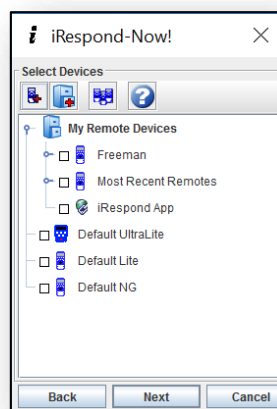 iRespond-Now!
Select Devices
My Remote Devices
Freeman
Most Recent Remotes
iRespond App
Default UltraLite
Default Lite
Default NG
Back Next Cancel